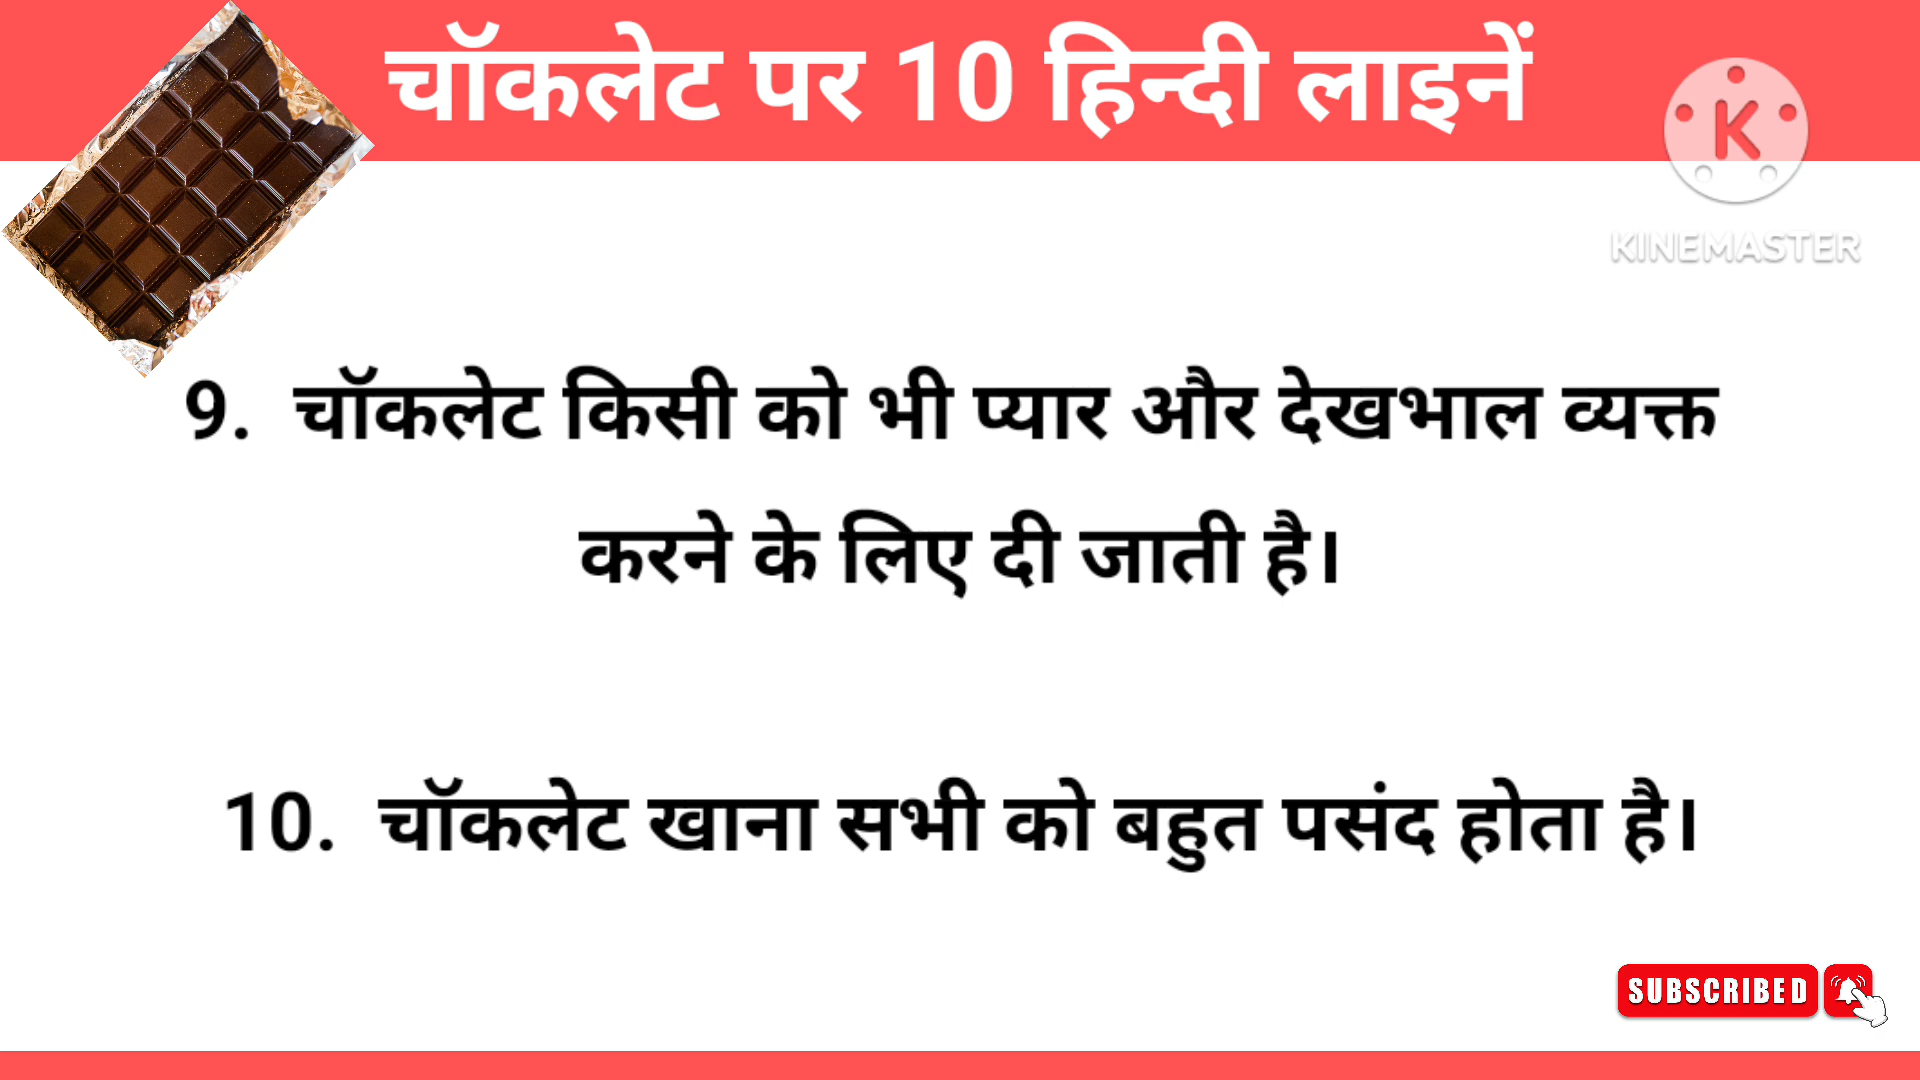 चॉकलेट पर 10 हिन्दी लाइनें
K
KINEMASTER
9. चॉकलेट किसी को भी प्यार और देखभाल व्यक्त
करने के लिए दी जाती है।
10. चॉकलेट खाना सभी को बहुत पसंद होता है।
SUBSCRIBED